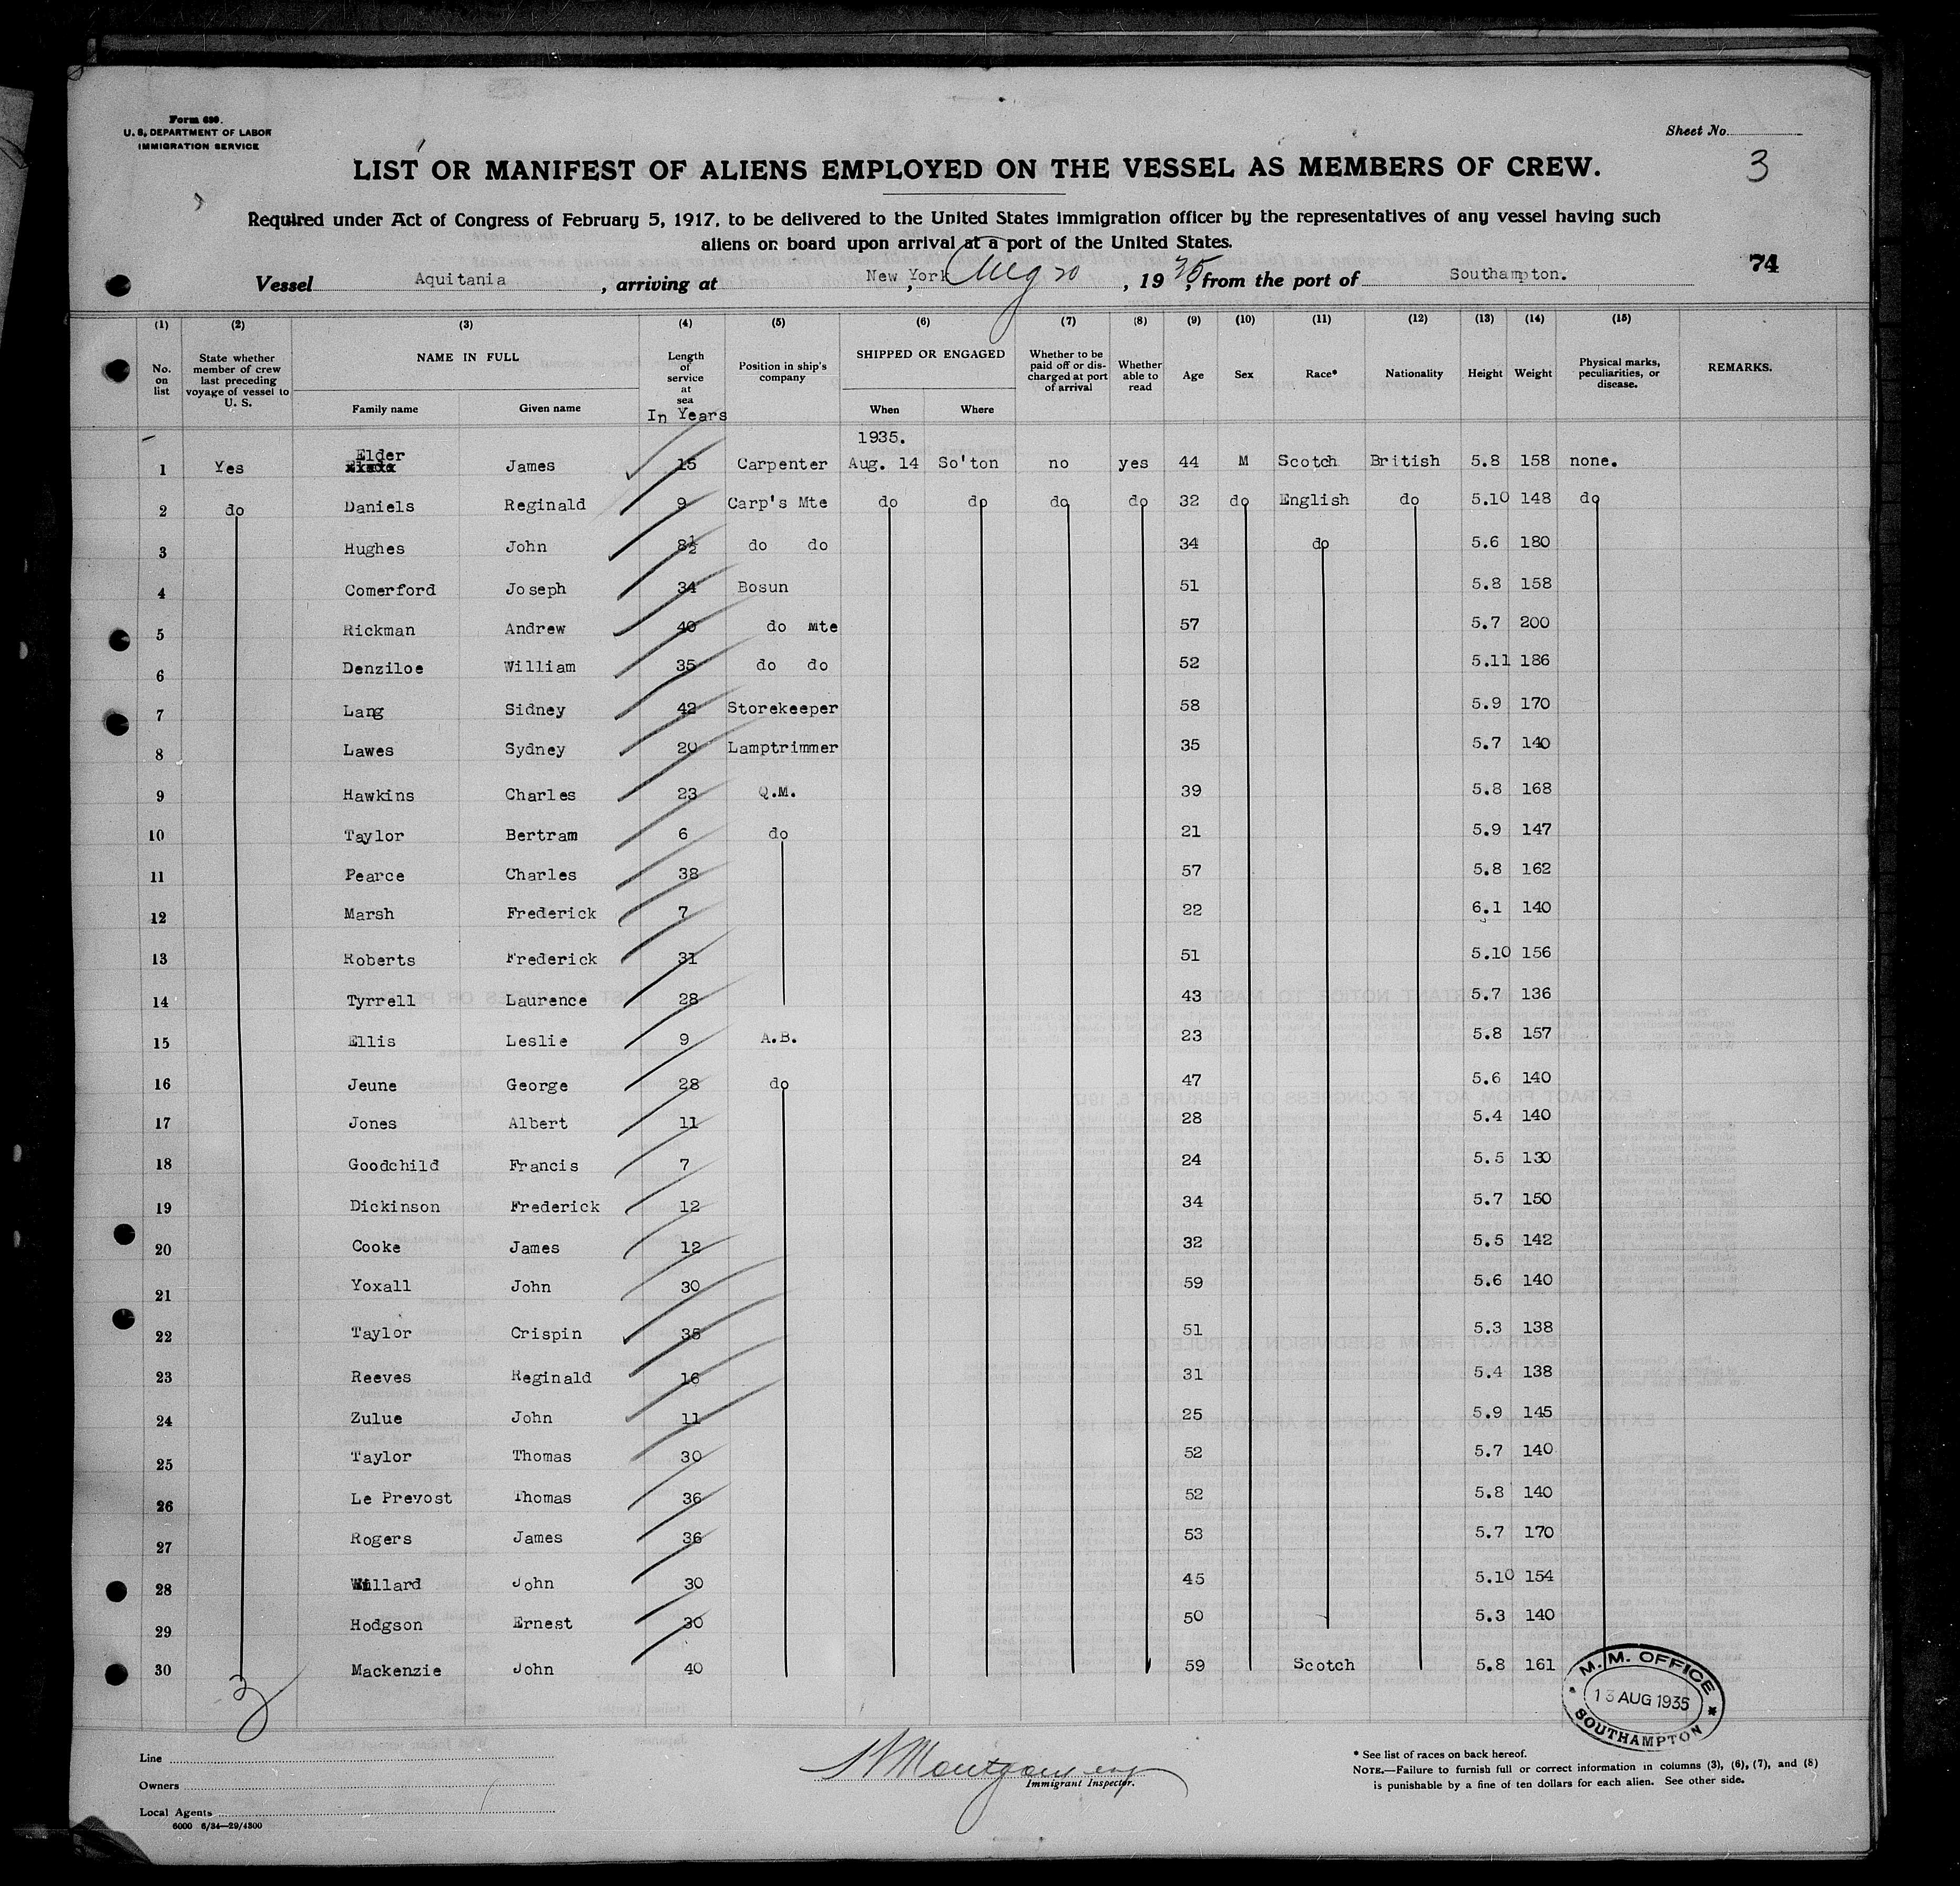 Form 680.
U. S. DEPARTMENT OF LABOR
IMMIGRATION SERVICE
Sheet No.
LIST OR MANIFEST OF ALIENS EMPLOYED ON THE VESSEL AS MEMBERS OF CREW.
3
Required under Act of Congress of February 5, 1917, to be delivered to the United States immigration officer by the representatives of any vessel having such
aliens on board upon arrival at a port of the United States.
74
Vessel Aquitania, arriving at New York, Aug 20, 1935, from the port of Southampton.
(1) (2) (3) (4) (5) (6) (7) (8) (9) (10) (11) (12) (13) (14) (15)
No. on list State whether member of crew last preceding voyage of vessel to U. S. NAME IN FULL Family name Given name Length of service at sea In Years Position in ship's company SHIPPED OR ENGAGED When Where Whether to be paid off or discharged at port of arrival Whether able to read Age Sex Race* Nationality Height Weight Physical marks, peculiarities, or disease. REMARKS.
1935.
1 Yes Elder James 15 Carpenter Aug. 14 So'ton no yes 44 M Scotch British 5.8 158 none.
2 do Daniels Reginald 9 Carp's Mte do do do do 32 do English do 5.10 148 do
3 Hughes John 8½ do do 34 do 5.6 180
4 Comerford Joseph 34 Bosun 51 5.8 158
5 Rickman Andrew 40 do Mte 57 5.7 200
6 Denziloe William 35 do do 52 5.11 186
7 Lang Sidney 42 Storekeeper 58 5.9 170
8 Lawes Sydney 20 Lamptrimmer 35 5.7 140
9 Hawkins Charles 23 Q.M. 39 5.8 168
10 Taylor Bertram 6 do 21 5.9 147
11 Pearce Charles 38 57 5.8 162
12 Marsh Frederick 7 22 6.1 140
13 Roberts Frederick 31 51 5.10 156
14 Tyrrell Laurence 28 43 5.7 136
15 Ellis Leslie 9 A.B. 23 5.8 157
16 Jeune George 28 do 47 5.6 140
17 Jones Albert 11 28 5.4 140
18 Goodchild Francis 7 24 5.5 130
19 Dickinson Frederick 12 34 5.7 150
20 Cooke James 12 32 5.5 142
21 Yoxall John 30 59 5.6 140
22 Taylor Crispin 35 51 5.3 138
23 Reeves Reginald 16 31 5.4 138
24 Zulue John 11 25 5.9 145
25 Taylor Thomas 30 52 5.7 140
26 Le Prevost Thomas 36 52 5.8 140
27 Rogers James 36 53 5.7 170
28 Willard John 30 45 5.10 154
29 Hodgson Ernest 30 50 5.3 140
30 Mackenzie John 40 59 Scotch 5.8 161
M.M. OFFICE
13 AUG 1935
SOUTHAMPTON
3
Line
Owners
Local Agents
6000 6/34—29/4300
Montgomery
Immigrant Inspector.
* See list of races on back hereof.
NOTE.—Failure to furnish full or correct information in columns (3), (6), (7), and (8)
is punishable by a fine of ten dollars for each alien. See other side.